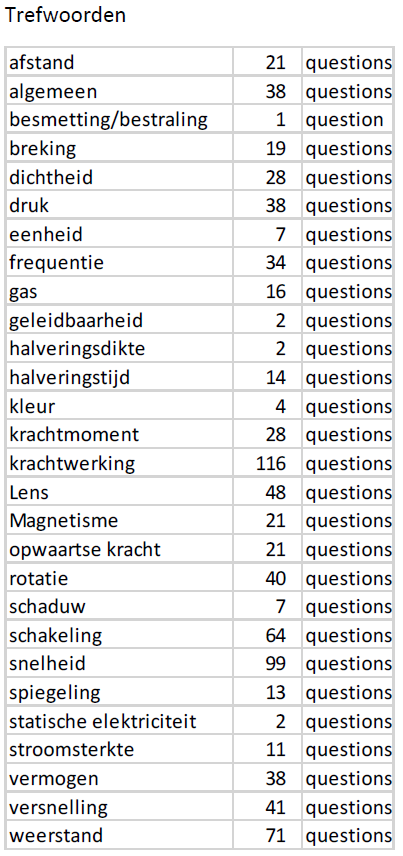 Trefwoorden
afstand 21 questions
algemeen 38 questions
besmetting/bestraling 1 question
breking 19 questions
dichtheid 28 questions
druk 38 questions
eenheid 7 questions
frequentie 34 questions
gas 16 questions
geleidbaarheid 2 questions
halveringsdikte 2 questions
halveringstijd 14 questions
kleur 4 questions
krachtmoment 28 questions
krachtwerking 116 questions
Lens 48 questions
Magnetisme 21 questions
opwaartse kracht 21 questions
rotatie 40 questions
schaduw 7 questions
schakeling 64 questions
snelheid 99 questions
spiegeling 13 questions
statische elektriciteit 2 questions
stroomsterkte 11 questions
vermogen 38 questions
versnelling 41 questions
weerstand 71 questions